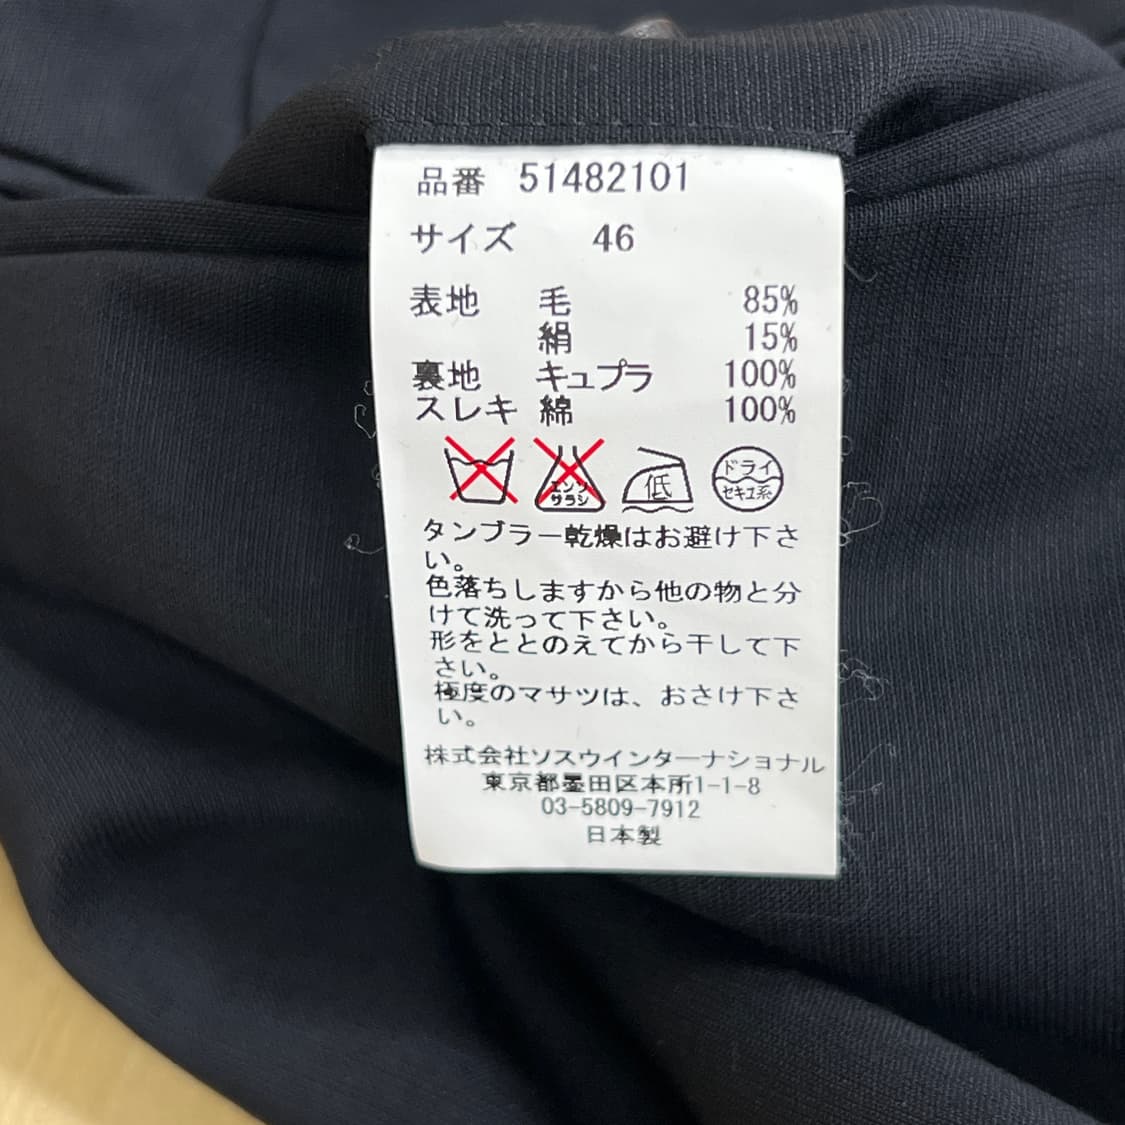 品番 51482101
サイズ 46
表地 毛 85%
絹 15%
裏地 キュプラ 100%
スレキ 綿 100%
エンソ
サラシ
低
ドライ
セキユ系
タンブラー乾燥はお避け下さ
い。
色落ちしますから他の物と分
けて洗って下さい。
形をととのえてから干して下
さい。
極度のマサツは、おさけ下さ
い。
株式会社ソスウインターナショナル
東京都墨田区本所1-1-8
03-5809-7912
日本製